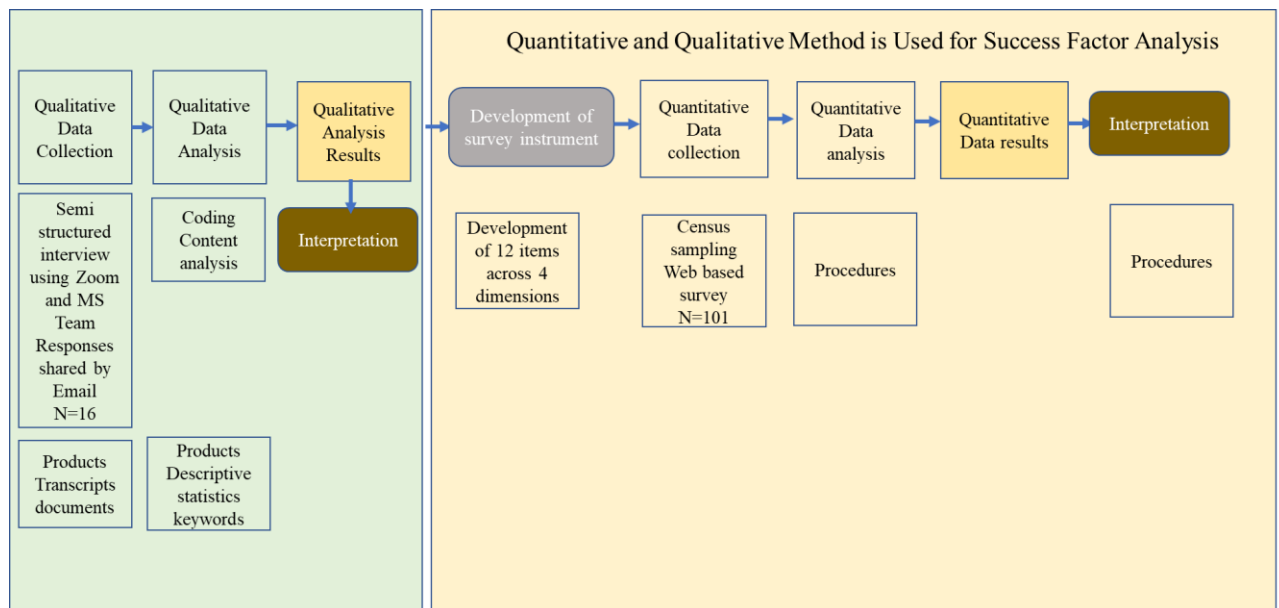 Quantitative and Qualitative Method is Used for Success Factor Analysis
Qualitative
Data
Collection
Qualitative
Data
Analysis
Qualitative
Analysis
Results
Development of
survey instrument
Quantitative
Data
collection
Quantitative
Data
analysis
Quantitative
Data results
Interpretation
Semi
structured
interview
using Zoom
and MS
Team
Responses
shared by
Email
N=16
Coding
Content
analysis
Interpretation
Development
of 12 items
across 4
dimensions
Census
sampling
Web based
survey
N=101
Procedures
Procedures
Products
Transcripts
documents
Products
Descriptive
statistics
keywords